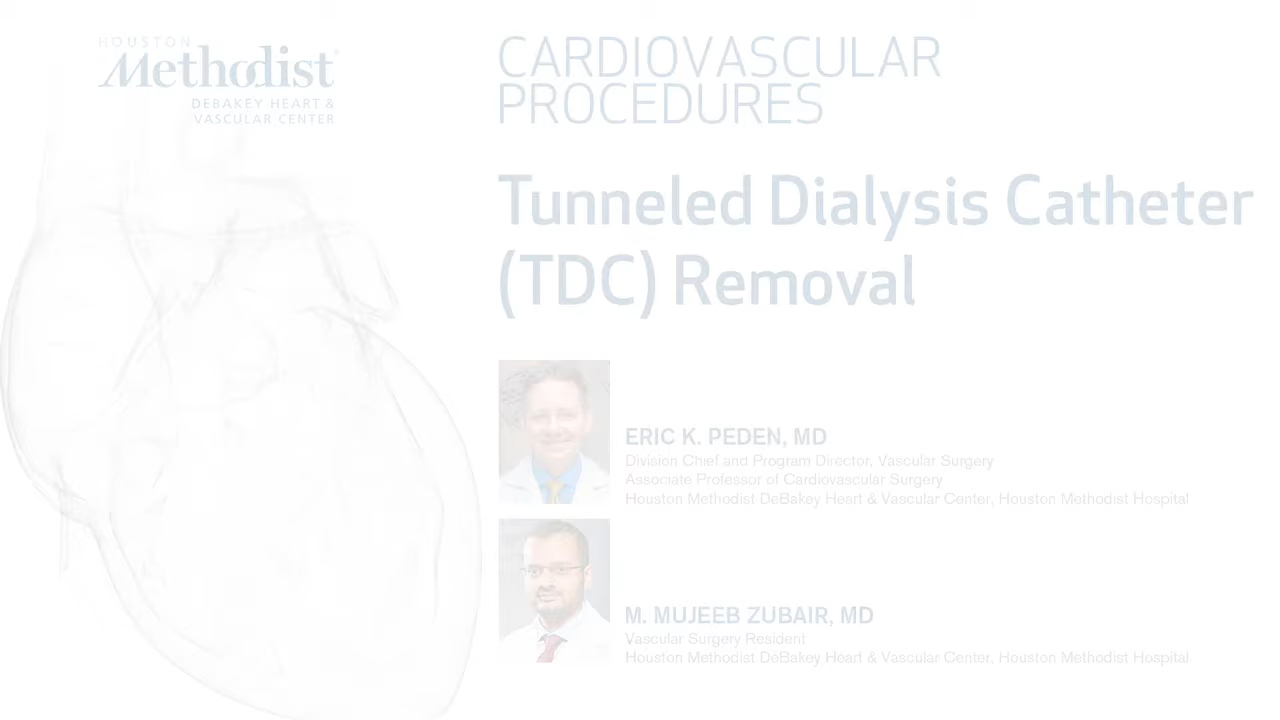 HOUSTON
Methodist
DEBAKEY HEART &
VASCULAR CENTER
CARDIOVASCULAR
PROCEDURES
Tunneled Dialysis Catheter
(TDC) Removal
ERIC K. PEDEN, MD
Division Chief and Program Director, Vascular Surgery
Associate Professor of Cardiovascular Surgery
Houston Methodist DeBakey Heart & Vascular Center, Houston Methodist Hospital
M. MUJEEB ZUBAIR, MD
Vascular Surgery Resident
Houston Methodist DeBakey Heart & Vascular Center, Houston Methodist Hospital